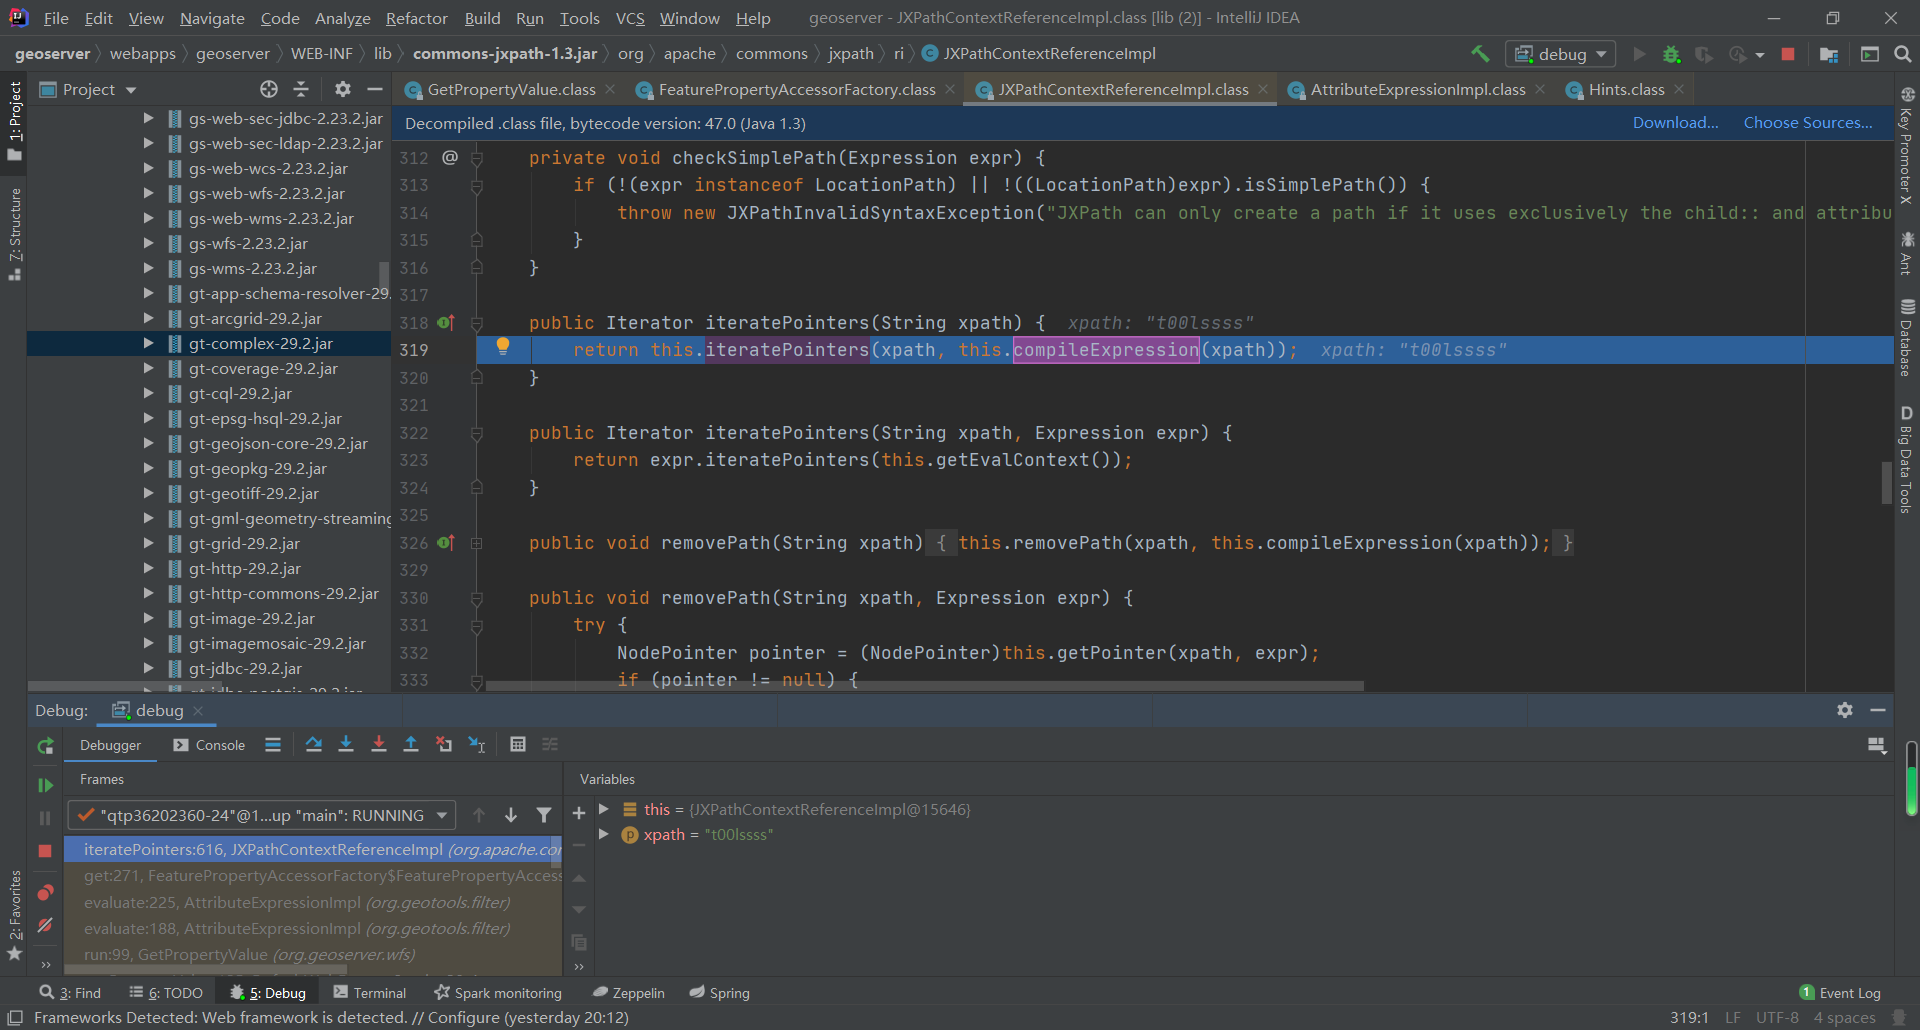 File Edit View Navigate Code Analyze Refactor Build Run Tools VCS Window Help geoserver - JXPathContextReferenceImpl.class [lib (2)] - IntelliJ IDEA
geoserver webapps geoserver WEB-INF lib commons-jxpath-1.3.jar org apache commons jxpath ri JXPathContextReferenceImpl debug
Project
GetPropertyValue.class FeaturePropertyAccessorFactory.class JXPathContextReferenceImpl.class AttributeExpressionImpl.class Hints.class
Decompiled .class file, bytecode version: 47.0 (Java 1.3) Download... Choose Sources...
1: Project
7: Structure
2: Favorites
gs-web-sec-jdbc-2.23.2.jar
gs-web-sec-ldap-2.23.2.jar
gs-web-wcs-2.23.2.jar
gs-web-wfs-2.23.2.jar
gs-web-wms-2.23.2.jar
gs-wfs-2.23.2.jar
gs-wms-2.23.2.jar
gt-app-schema-resolver-29.
gt-arcgrid-29.2.jar
gt-complex-29.2.jar
gt-coverage-29.2.jar
gt-cql-29.2.jar
gt-epsg-hsql-29.2.jar
gt-geojson-core-29.2.jar
gt-geopkg-29.2.jar
gt-geotiff-29.2.jar
gt-gml-geometry-streaming
gt-grid-29.2.jar
gt-http-29.2.jar
gt-http-commons-29.2.jar
gt-image-29.2.jar
gt-imagemosaic-29.2.jar
gt-jdbc-29.2.jar
312 @ private void checkSimplePath(Expression expr) {
313 if (!(expr instanceof LocationPath) || !((LocationPath)expr).isSimplePath()) {
314 throw new JXPathInvalidSyntaxException("JXPath can only create a path if it uses exclusively the child:: and attribu
315 }
316 }
317
318 public Iterator iteratePointers(String xpath) { xpath: "t00lssss"
319 return this.iteratePointers(xpath, this.compileExpression(xpath)); xpath: "t00lssss"
320 }
321
322 public Iterator iteratePointers(String xpath, Expression expr) {
323 return expr.iteratePointers(this.getEvalContext());
324 }
325
326 public void removePath(String xpath) { this.removePath(xpath, this.compileExpression(xpath)); }
329
330 public void removePath(String xpath, Expression expr) {
331 try {
332 NodePointer pointer = (NodePointer)this.getPointer(xpath, expr);
333 if (pointer != null) {
Key Promoter X
Ant
Database
D Big Data Tools
Debug: debug
Debugger Console
Frames
"qtp36202360-24"@1...up "main": RUNNING
iteratePointers:616, JXPathContextReferenceImpl (org.apache.con
get:271, FeaturePropertyAccessorFactory$FeaturePropertyAccess
evaluate:225, AttributeExpressionImpl (org.geotools.filter)
evaluate:188, AttributeExpressionImpl (org.geotools.filter)
run:99, GetPropertyValue (org.geoserver.wfs)
Variables
this = {JXPathContextReferenceImpl@15646}
p xpath = "t00lssss"
3: Find 6: TODO 5: Debug Terminal Spark monitoring Zeppelin Spring 1 Event Log
Frameworks Detected: Web framework is detected. // Configure (yesterday 20:12) 319:1 LF UTF-8 4 spaces